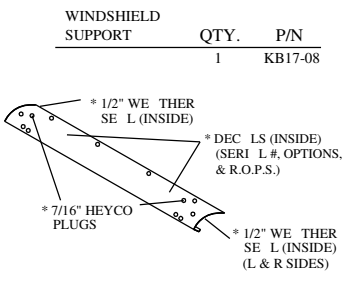 WINDSHIELD
SUPPORT QTY. P/N
1 KB17-08
* 1/2" WE THER
SE L (INSIDE)
* DEC LS (INSIDE)
(SERI L #, OPTIONS,
& R.O.P.S.)
* 7/16" HEYCO
PLUGS
* 1/2" WE THER
SE L (INSIDE)
(L & R SIDES)